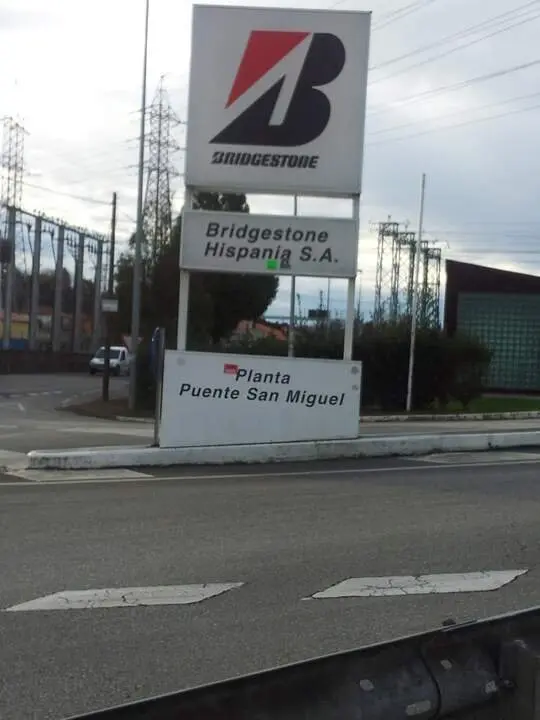 BRIDGESTONE
Bridgestone
Hispania S.A.
Planta
Puente San Miguel